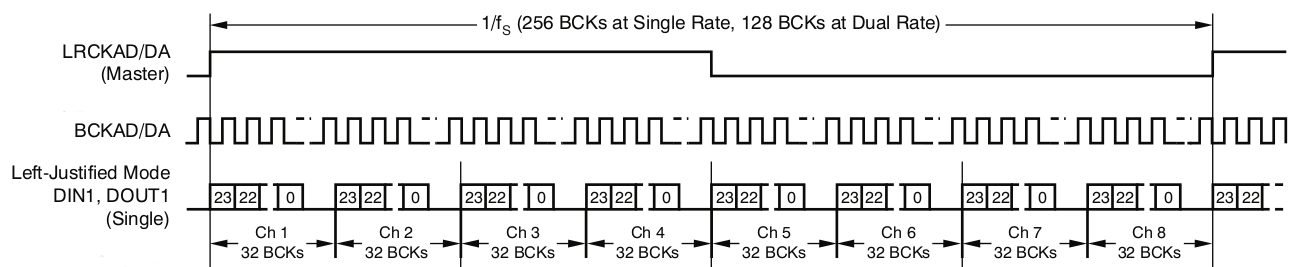 1/fS (256 BCKs at Single Rate, 128 BCKs at Dual Rate)
LRCKAD/DA
(Master)
BCKAD/DA
Left-Justified Mode
DIN1, DOUT1
(Single)
23 22 0 23 22 0 23 22 0 23 22 0 23 22 0 23 22 0 23 22 0 23 22 0 23 22
Ch 1 Ch 2 Ch 3 Ch 4 Ch 5 Ch 6 Ch 7 Ch 8
32 BCKs 32 BCKs 32 BCKs 32 BCKs 32 BCKs 32 BCKs 32 BCKs 32 BCKs